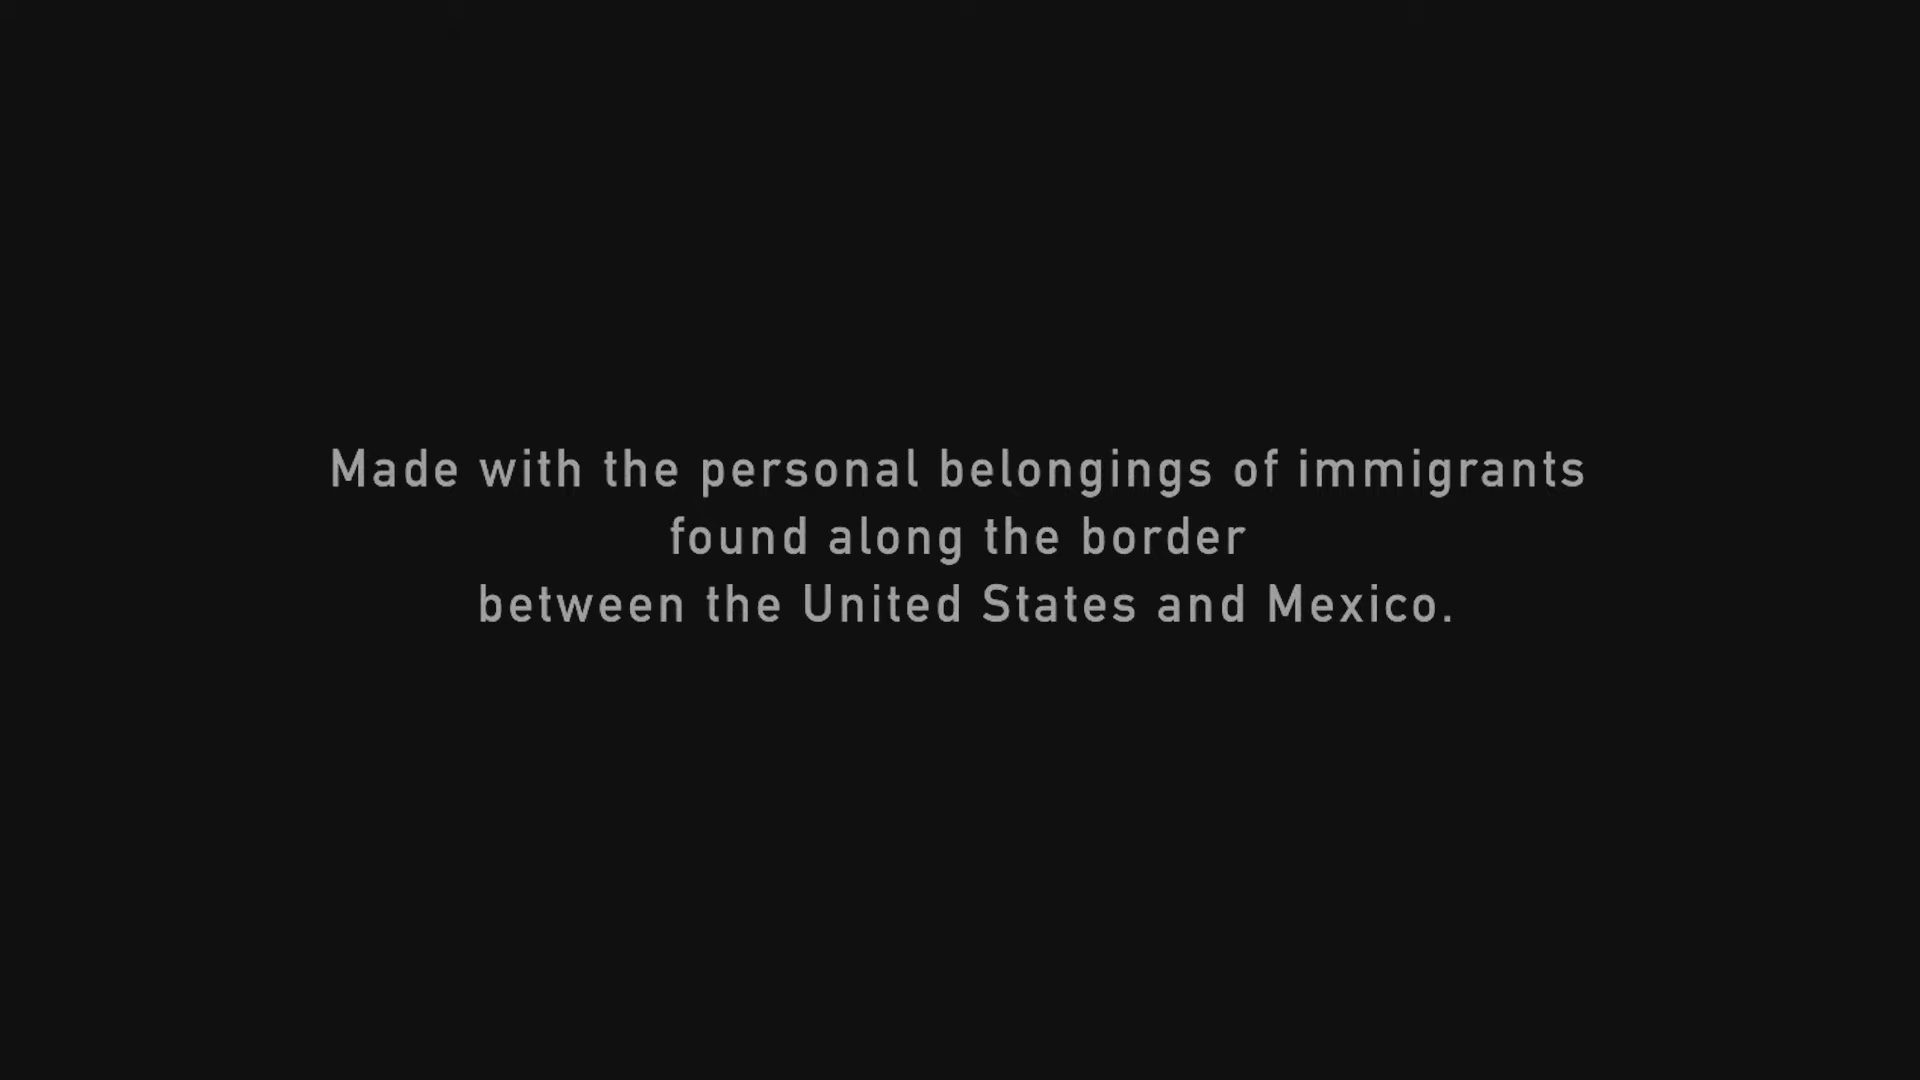 Made with the personal belongings of immigrants
found along the border
between the United States and Mexico.